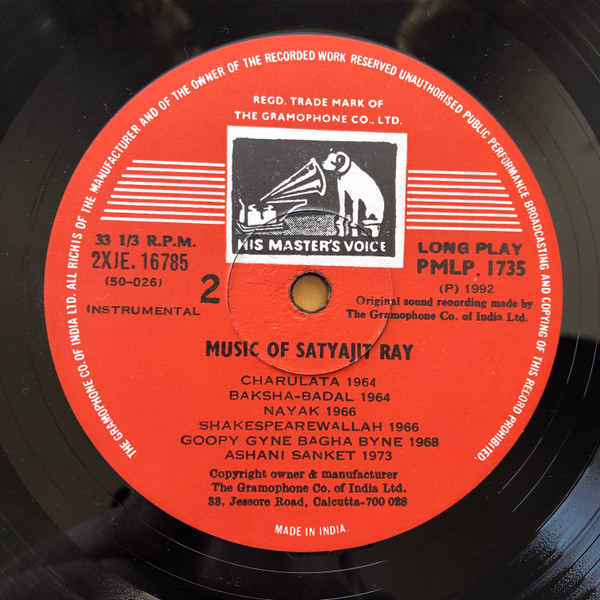 THE GRAMOPHONE CO. OF INDIA LTD. ALL RIGHTS OF THE MANUFACTURER AND OF THE OWNER OF THE RECORDED WORK RESERVED UNAUTHORISED PUBLIC PERFORMANCE BROADCASTING AND COPYING OF THIS RECORD PROHIBITED.
REGD. TRADE MARK OF
THE GRAMOPHONE CO., LTD.
HIS MASTER'S VOICE
33 1/3 R.P.M.
2XJE. 16785
(50-026)
2
INSTRUMENTAL
LONG PLAY
PMLP. 1735
(P) 1992
Original sound recording made by
The Gramophone Co. of India Ltd.
MUSIC OF SATYAJIT RAY
CHARULATA 1964
BAKSHA-BADAL 1964
NAYAK 1966
SHAKESPEAREWALLAH 1966
GOOPY GYNE BAGHA BYNE 1968
ASHANI SANKET 1973
Copyright owner & manufacturer
The Gramophone Co. of India Ltd.
33, Jessore Road, Calcutta-700 028
MADE IN INDIA